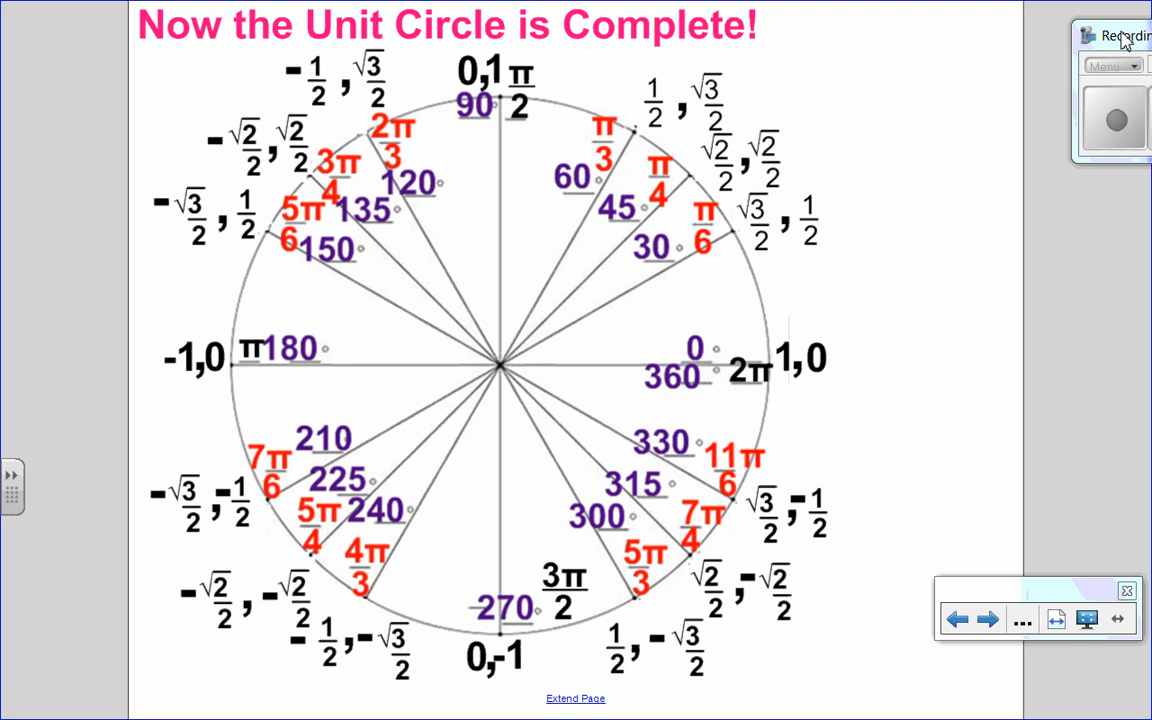 Now the Unit Circle is Complete!
Recordin
Menu
0,1
π/2
90°
-1/2, √3/2
2π/3
120°
-√2/2, √2/2
3π/4
135°
-√3/2, 1/2
5π/6
150°
1/2, √3/2
π/3
60°
√2/2, √2/2
π/4
45°
√3/2, 1/2
π/6
30°
-1,0
π
180°
0°
360°
2π
1,0
210
7π/6
-√3/2, -1/2
225°
5π/4
-√2/2, -√2/2
240°
4π/3
-1/2, -√3/2
270°
3π/2
0,-1
300°
5π/3
1/2, -√3/2
315°
7π/4
√2/2, -√2/2
330°
11π/6
√3/2, -1/2
...
Extend Page